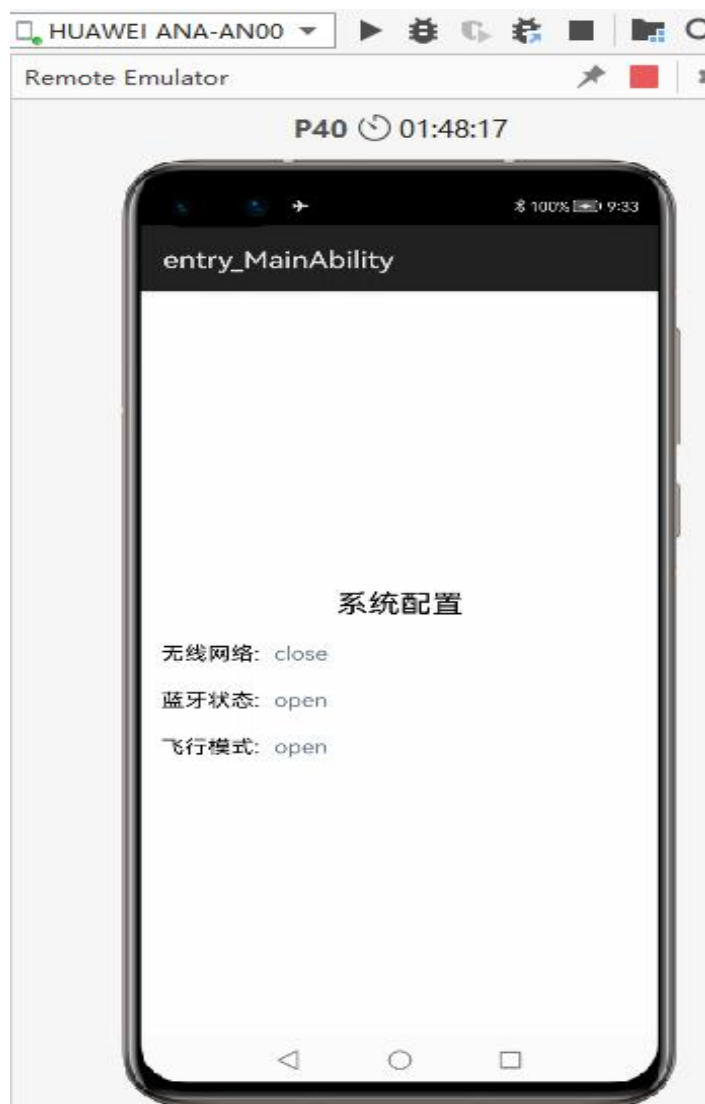 HUAWEI ANA-AN00
Remote Emulator
P40 01:48:17
100% 9:33
entry_MainAbility
系统配置
无线网络: close
蓝牙状态: open
飞行模式: open